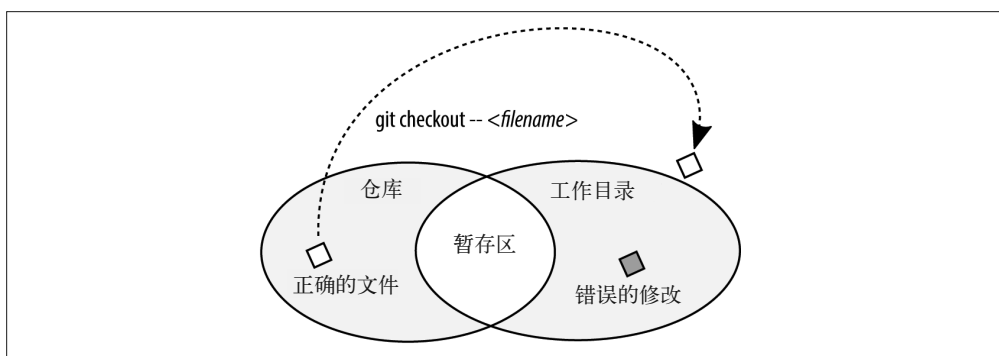 git checkout -- <filename>
仓库
工作目录
暂存区
正确的文件
错误的修改